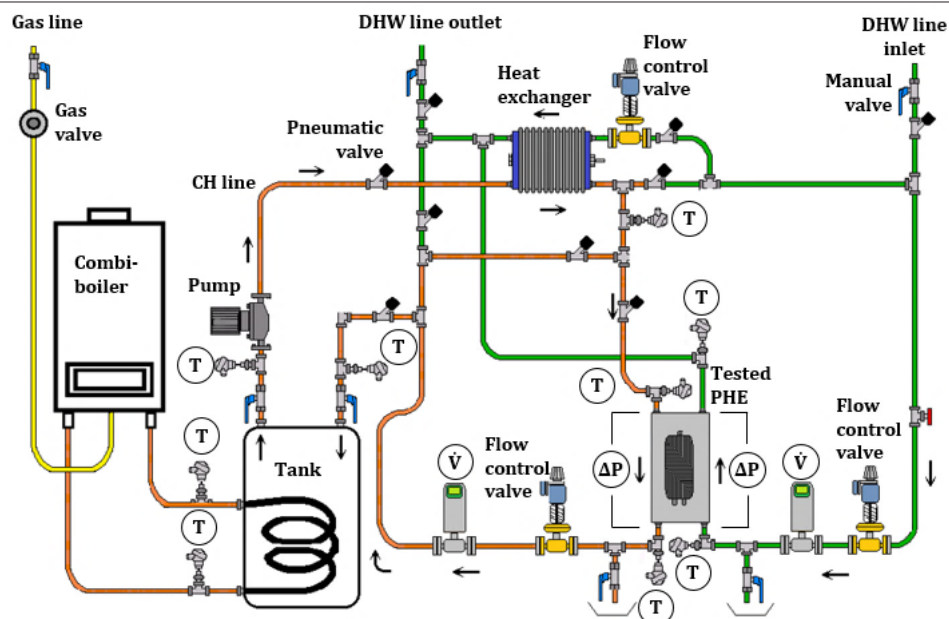 Gas line
DHW line outlet
DHW line
inlet
Flow
control
valve
Heat
exchanger
Manual
valve
Gas
valve
Pneumatic
valve
CH line
T
Combi-
boiler
Pump
T
T
T
T
Tested
PHE
Flow
control
valve
T
Tank
V̇
Flow
control
valve
ΔP
ΔP
V̇
T
T
T